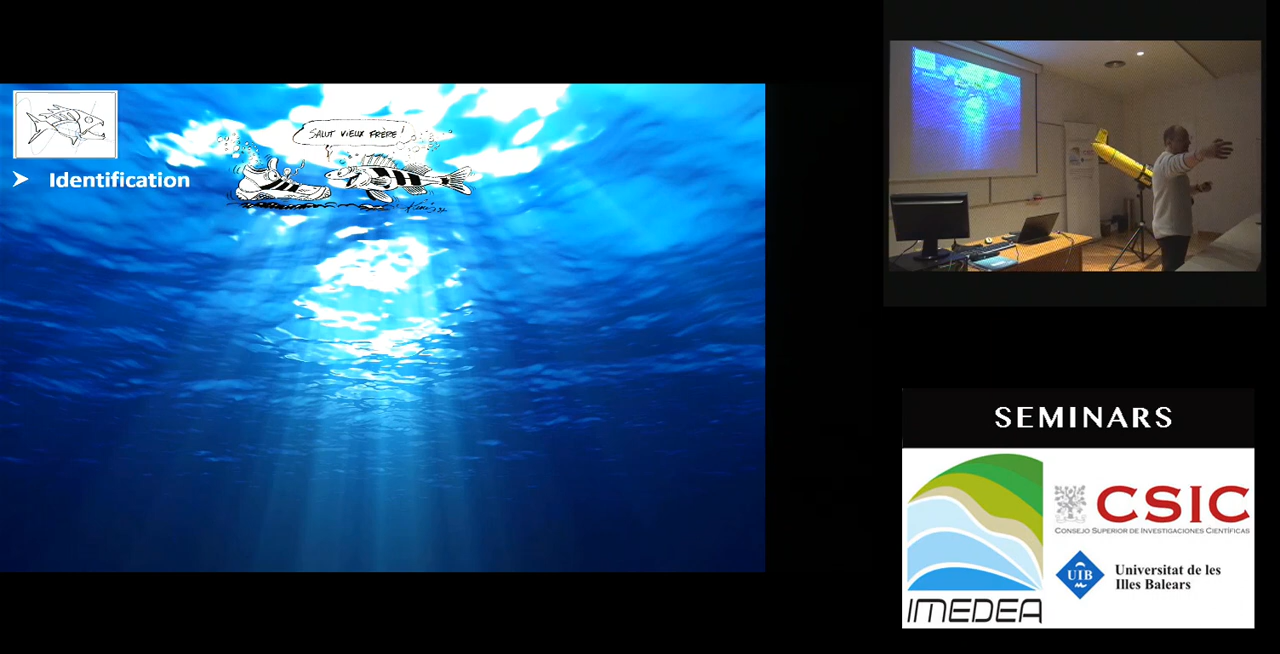 SALUT VIEUX FRÈRE!
Identification
SEMINARS
CSIC
CONSEJO SUPERIOR DE INVESTIGACIONES CIENTÍFICAS
UIB
Universitat de les
Illes Balears
IMEDEA